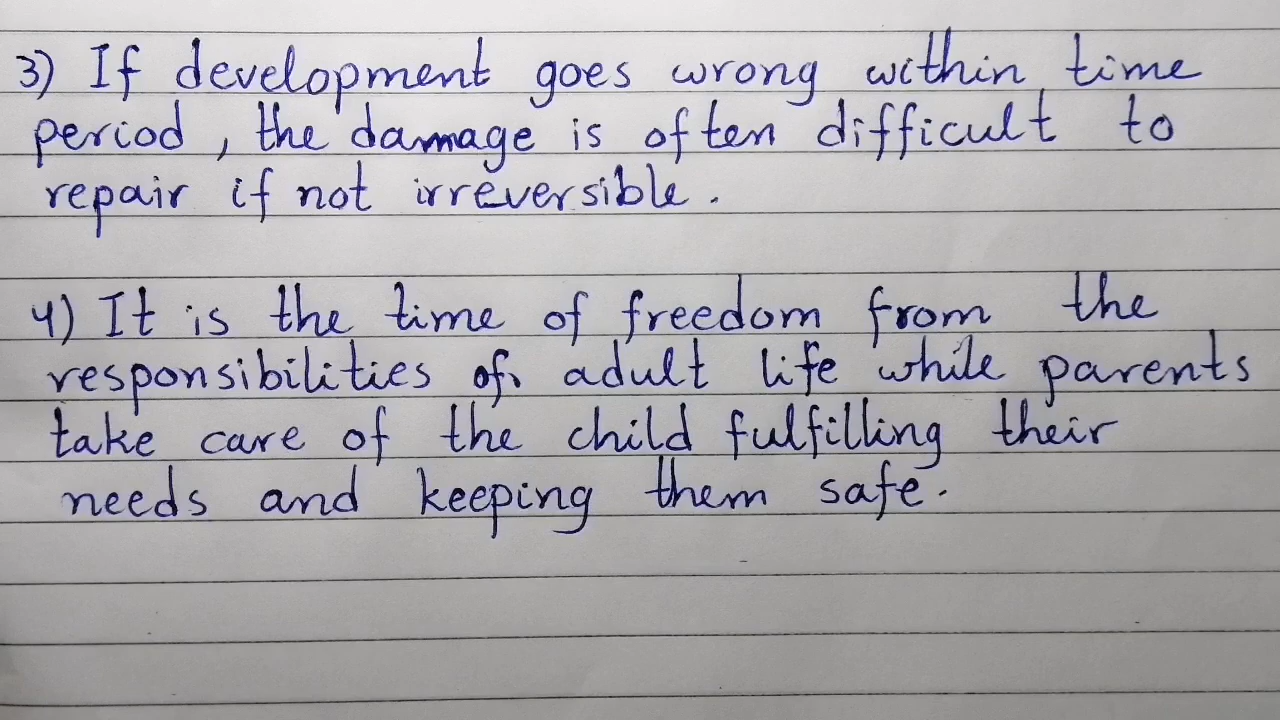 3) If development goes wrong within time
period, the damage is often difficult to
repair if not irreversible.
4) It is the time of freedom from the
responsibilities of adult life while parents
take care of the child fulfilling their
needs and keeping them safe.